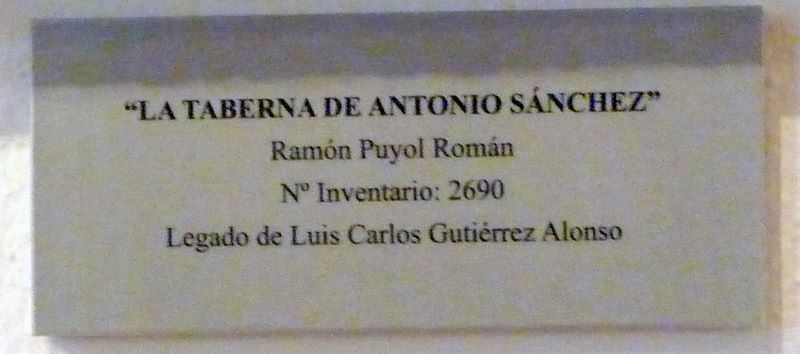 “LA TABERNA DE ANTONIO SÁNCHEZ”
Ramón Puyol Román
Nº Inventario: 2690
Legado de Luis Carlos Gutiérrez Alonso